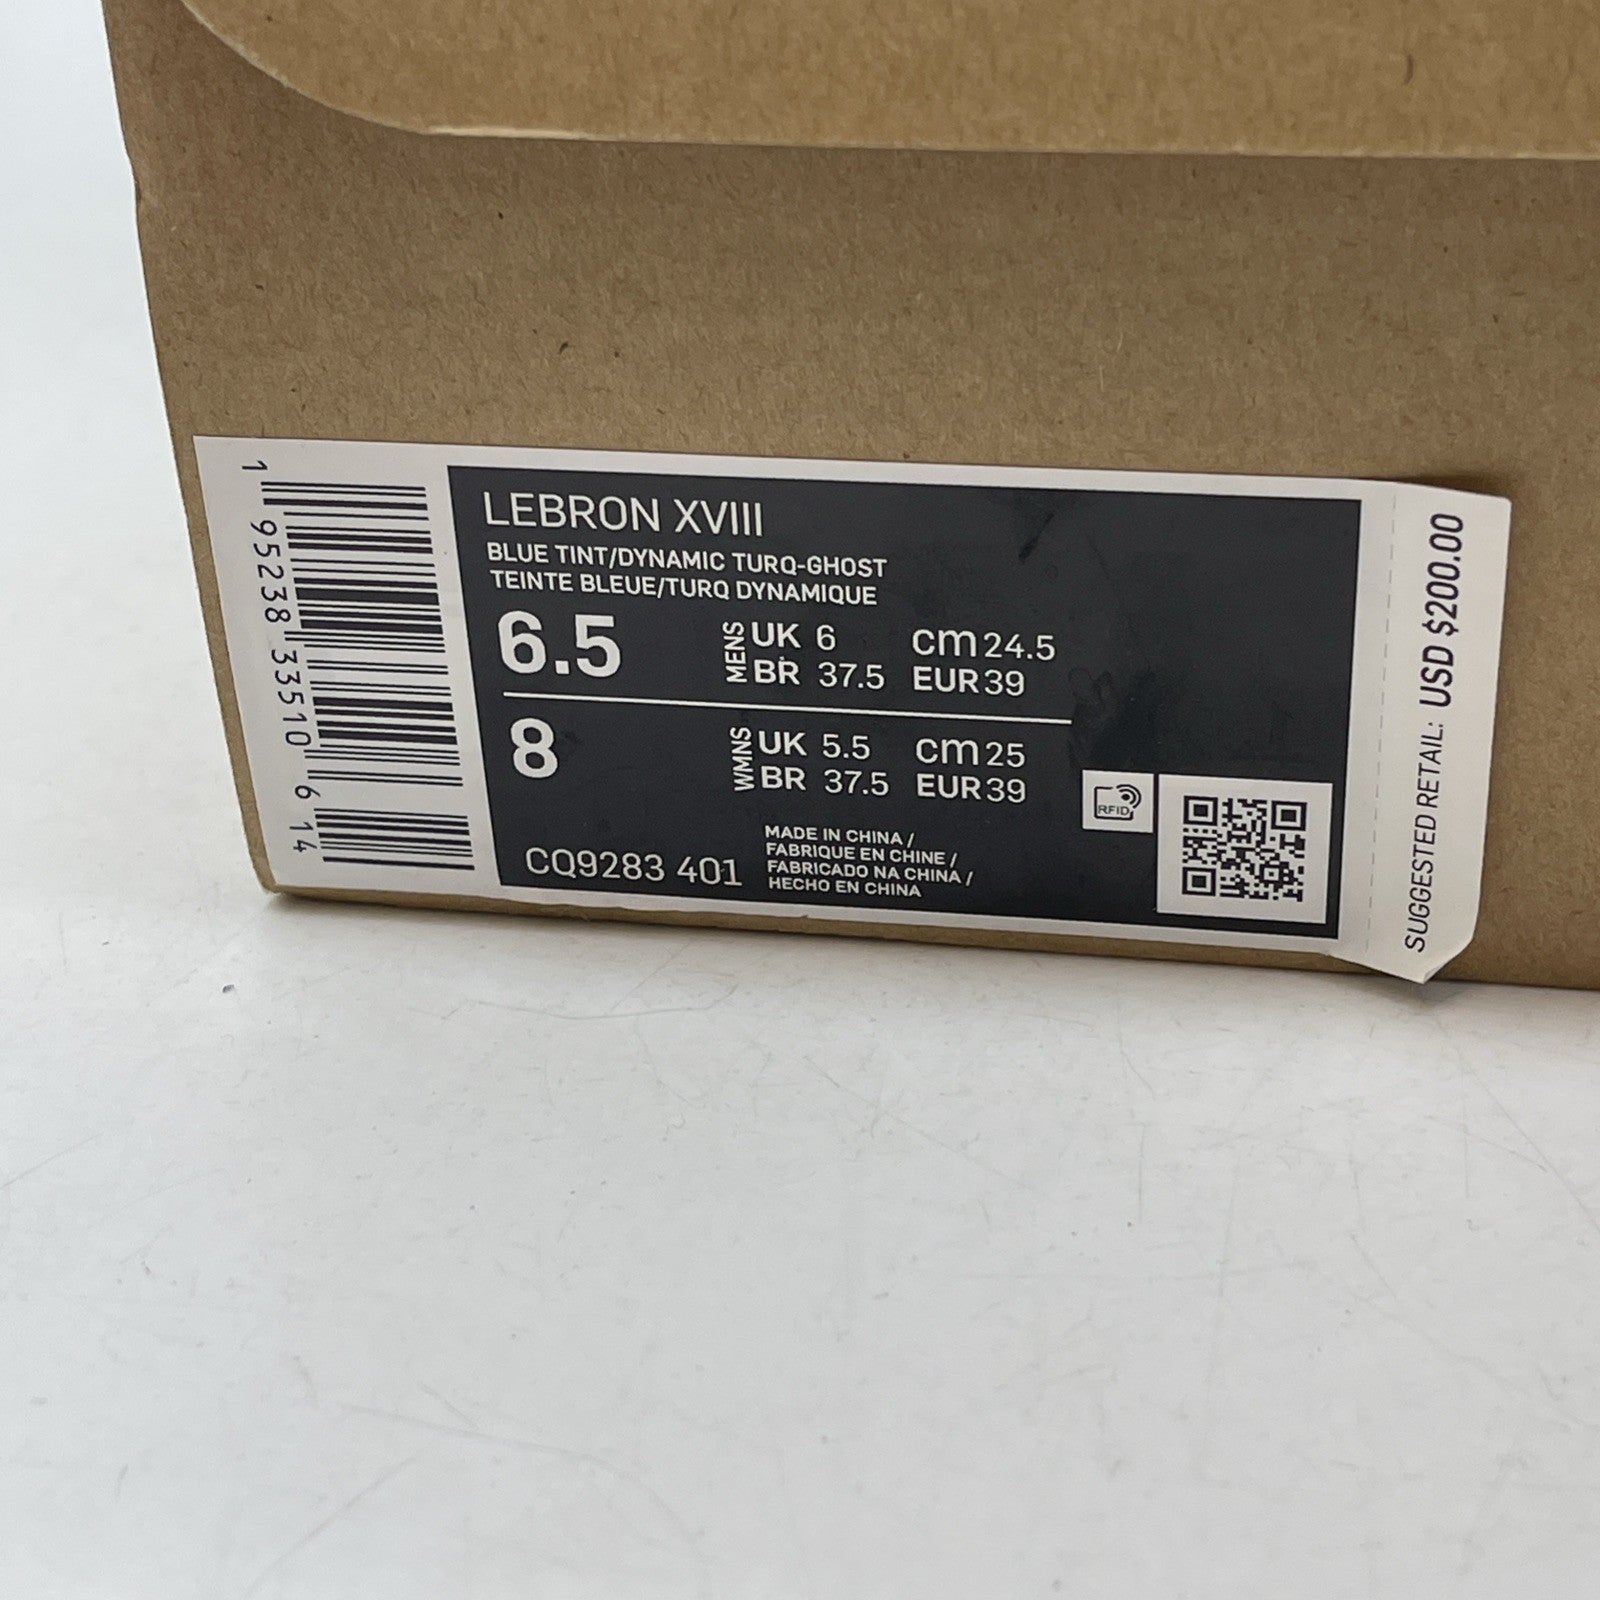 LEBRON XVIII
BLUE TINT/DYNAMIC TURQ-GHOST
TEINTE BLEUE/TURQ DYNAMIQUE
6.5
MENS
UK 6 cm 24.5
BR 37.5 EUR 39
8
WMNS
UK 5.5 cm 25
BR 37.5 EUR 39
CQ9283 401
MADE IN CHINA /
FABRIQUE EN CHINE /
FABRICADO NA CHINA /
HECHO EN CHINA
RFID
1 95238 33510 6 14
SUGGESTED RETAIL: USD $200.00